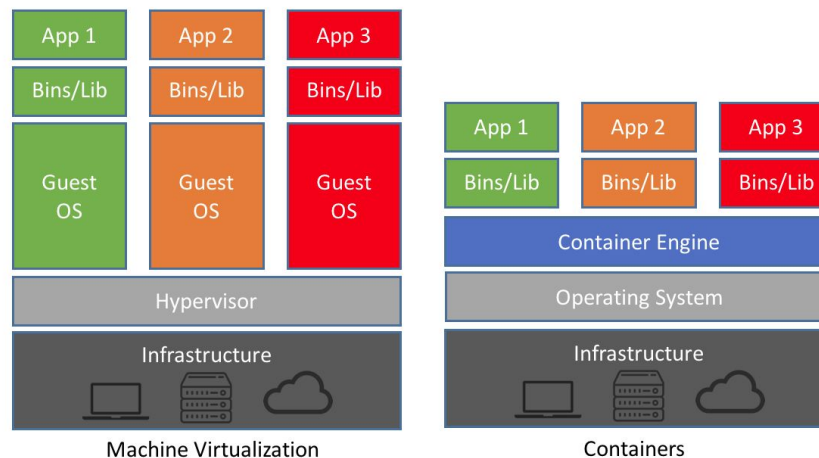 App 1
App 2
App 3
Bins/Lib
Bins/Lib
Bins/Lib
Guest
OS
Guest
OS
Guest
OS
Hypervisor
Infrastructure
Machine Virtualization
App 1
App 2
App 3
Bins/Lib
Bins/Lib
Bins/Lib
Container Engine
Operating System
Infrastructure
Containers